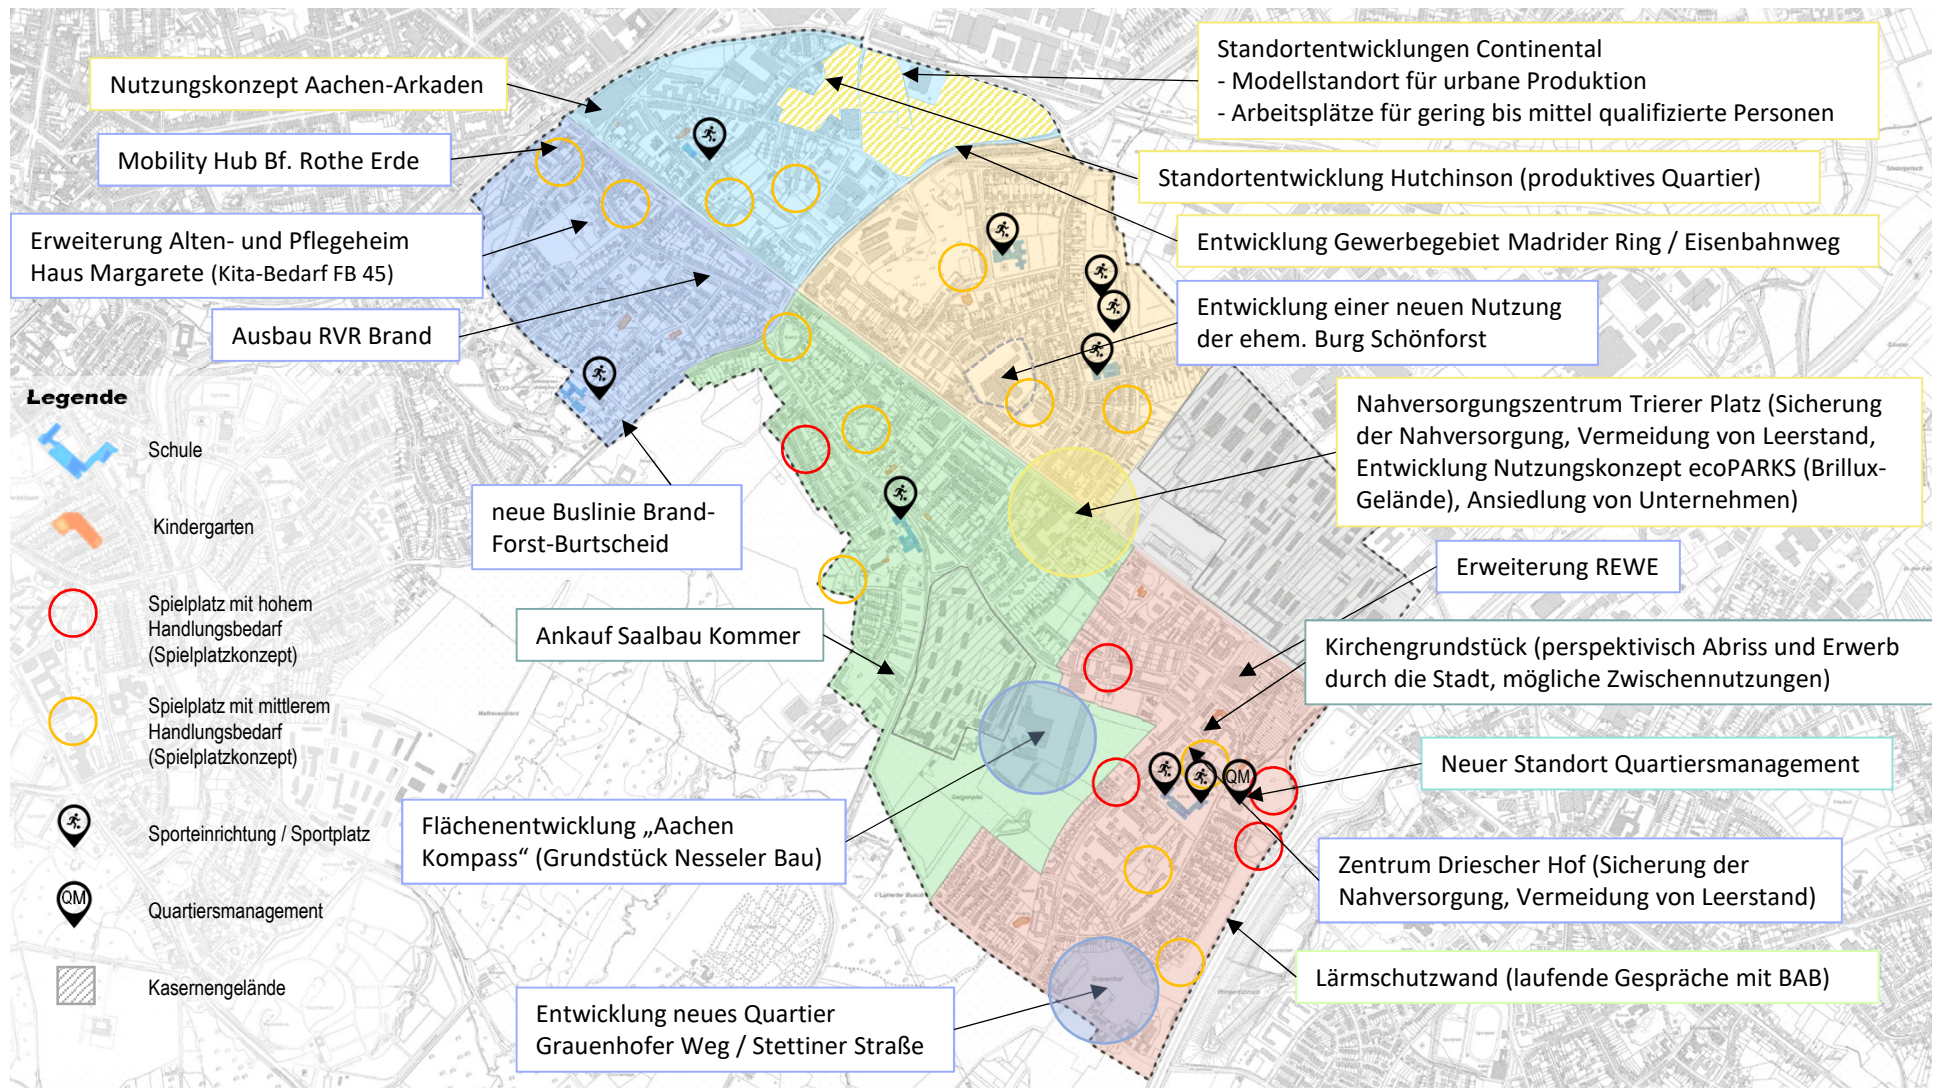 Nutzungskonzept Aachen-Arkaden
Mobility Hub Bf. Rothe Erde
Erweiterung Alten- und Pflegeheim
Haus Margarete (Kita-Bedarf FB 45)
Ausbau RVR Brand
Standortentwicklungen Continental
- Modellstandort für urbane Produktion
- Arbeitsplätze für gering bis mittel qualifizierte Personen
Standortentwicklung Hutchinson (produktives Quartier)
Entwicklung Gewerbegebiet Madrider Ring / Eisenbahnweg
Entwicklung einer neuen Nutzung
der ehem. Burg Schönforst
Nahversorgungszentrum Trierer Platz (Sicherung
der Nahversorgung, Vermeidung von Leerstand,
Entwicklung Nutzungskonzept ecoPARKS (Brillux-
Gelände), Ansiedlung von Unternehmen)
neue Buslinie Brand-
Forst-Burtscheid
Erweiterung REWE
Ankauf Saalbau Kommer
Kirchengrundstück (perspektivisch Abriss und Erwerb
durch die Stadt, mögliche Zwischennutzungen)
Neuer Standort Quartiersmanagement
QM
Flächenentwicklung „Aachen
Kompass“ (Grundstück Nesseler Bau)
Zentrum Driescher Hof (Sicherung der
Nahversorgung, Vermeidung von Leerstand)
Lärmschutzwand (laufende Gespräche mit BAB)
Entwicklung neues Quartier
Grauenhofer Weg / Stettiner Straße
Legende
Schule
Kindergarten
Spielplatz mit hohem
Handlungsbedarf
(Spielplatzkonzept)
Spielplatz mit mittlerem
Handlungsbedarf
(Spielplatzkonzept)
Sporteinrichtung / Sportplatz
QM
Quartiersmanagement
Kasernengelände